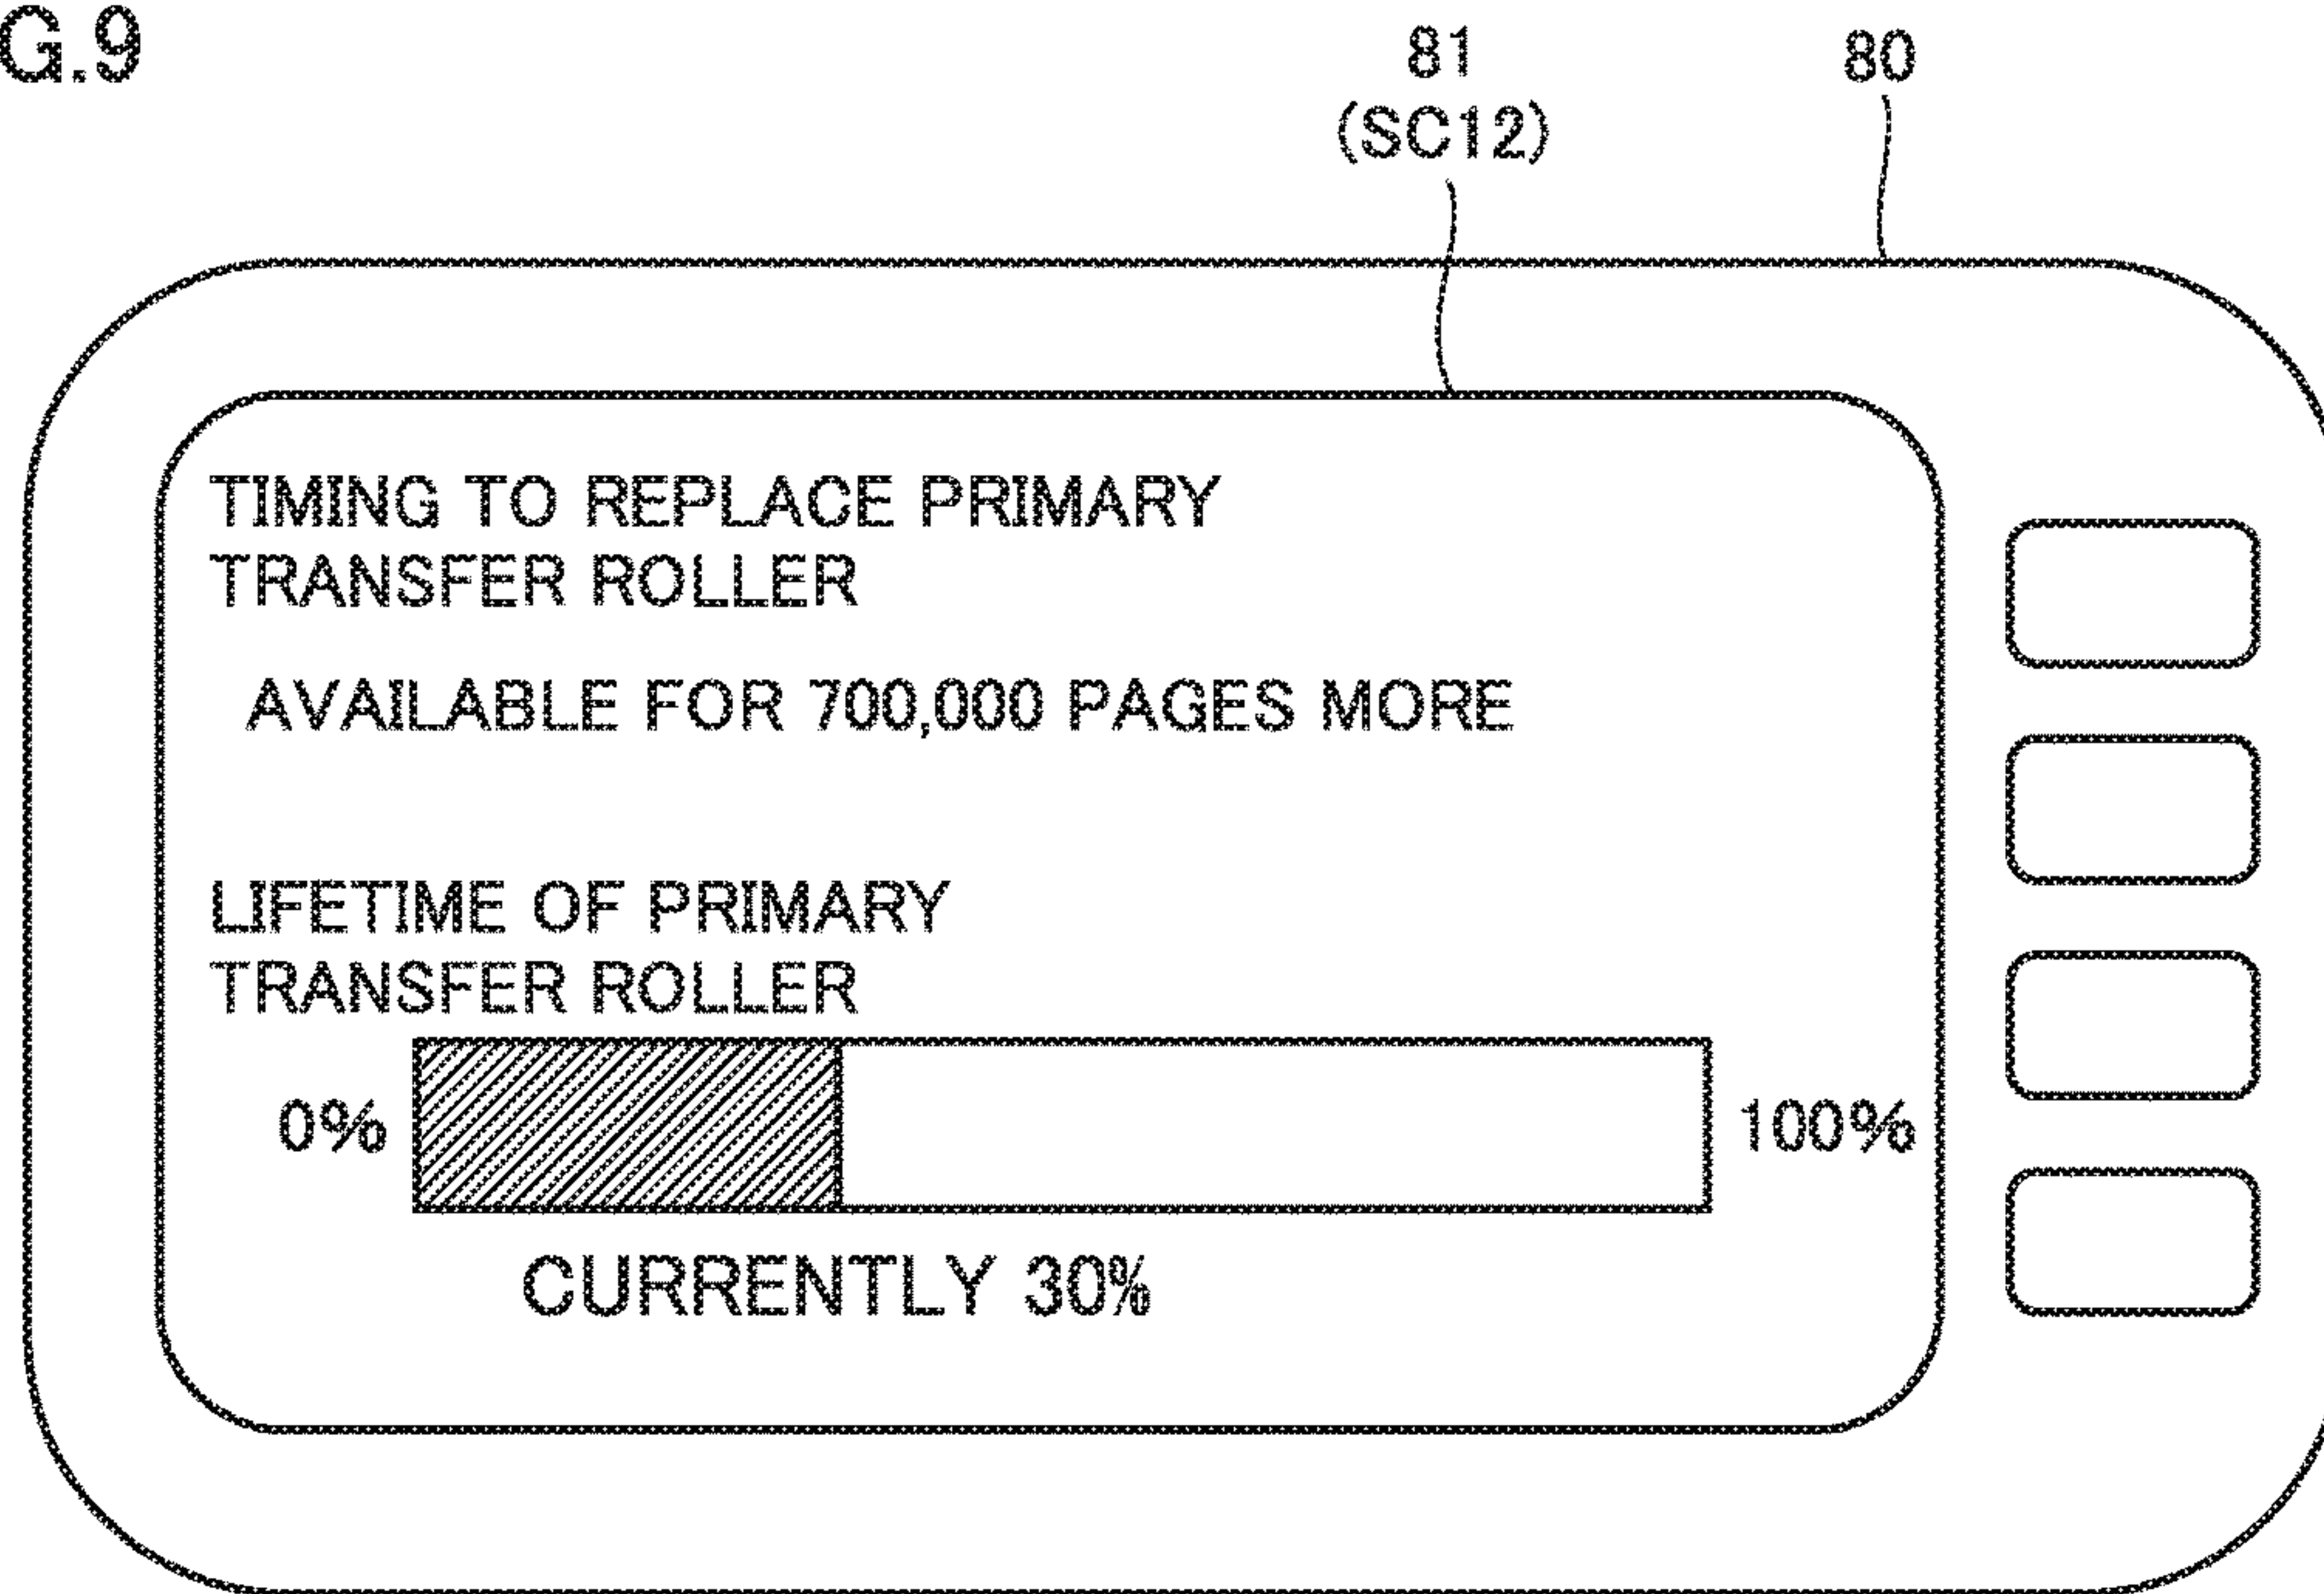 G.9
81
(SC12)
80
TIMING TO REPLACE PRIMARY
TRANSFER ROLLER
AVAILABLE FOR 700,000 PAGES MORE
LIFETIME OF PRIMARY
TRANSFER ROLLER
0%
100%
CURRENTLY 30%